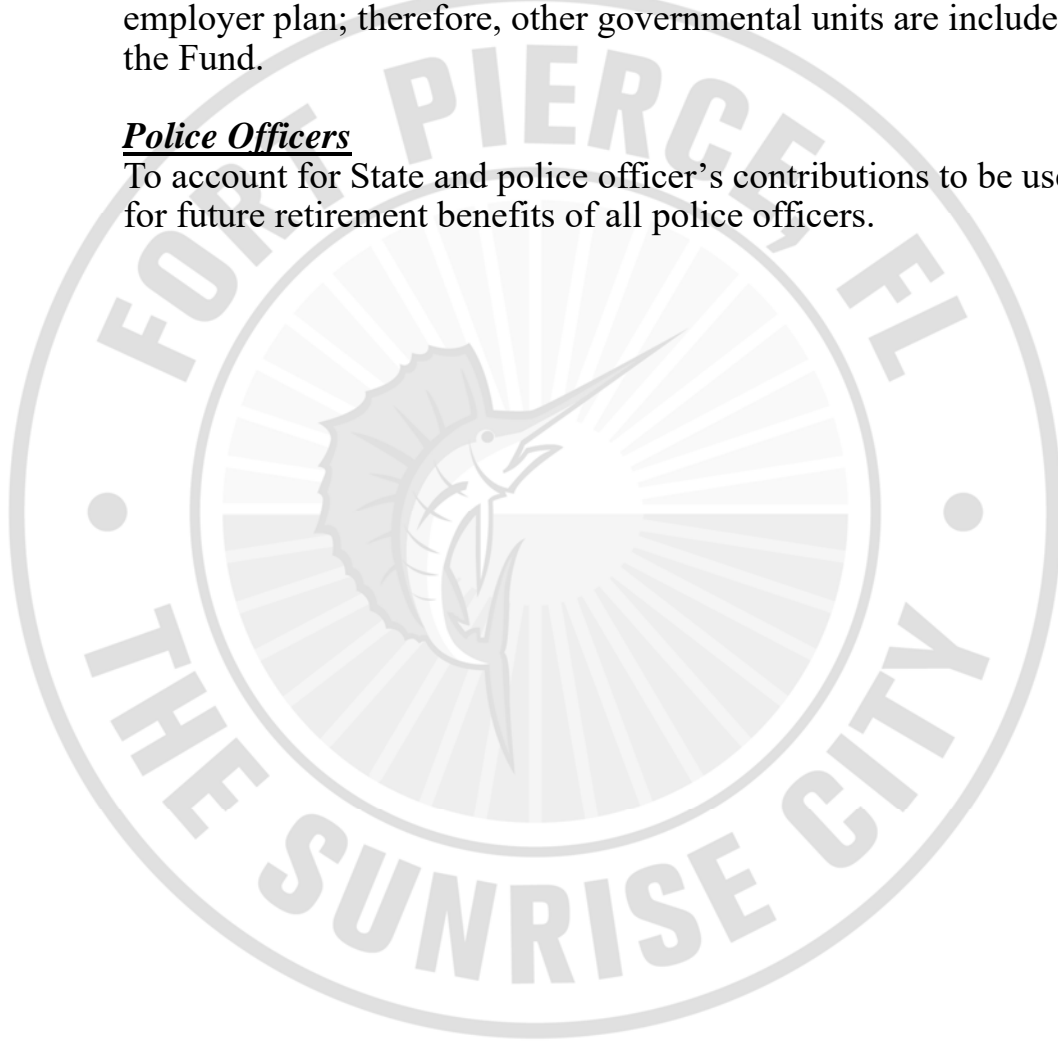 employer plan; therefore, other governmental units are include
the Fund.
Police Officers
To account for State and police officer’s contributions to be use
for future retirement benefits of all police officers.
FORT PIERCE, FL
THE SUNRISE CITY